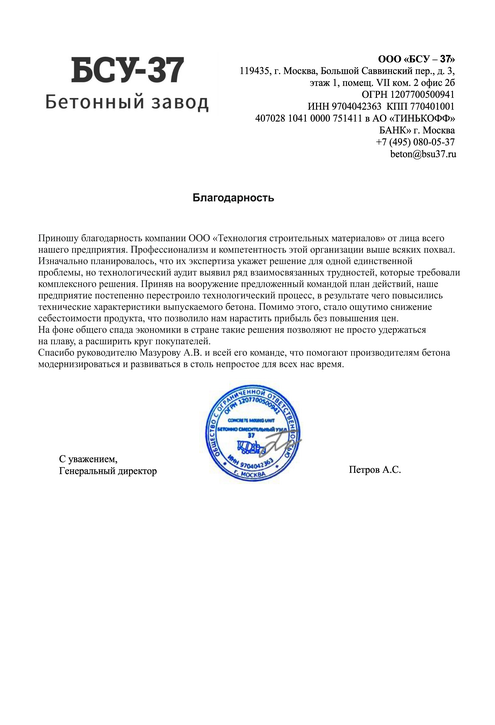 БСУ-37
Бетонный завод
ООО «БСУ – 37»
119435, г. Москва, Большой Саввинский пер., д. 3,
этаж 1, помещ. VII ком. 2 офис 2б
ОГРН 1207700500941
ИНН 9704042363 КПП 770401001
407028 1041 0000 751411 в АО «ТИНЬКОФФ»
БАНК» г. Москва
+7 (495) 080-05-37
beton@bsu37.ru
Благодарность
Приношу благодарность компании ООО «Технология строительных материалов» от лица всего
нашего предприятия. Профессионализм и компетентность этой организации выше всяких похвал.
Изначально планировалось, что их экспертиза укажет решение для одной единственной
проблемы, но технологический аудит выявил ряд взаимосвязанных трудностей, которые требовали
комплексного решения. Приняв на вооружение предложенный командой план действий, наше
предприятие постепенно перестроило технологический процесс, в результате чего повысились
технические характеристики выпускаемого бетона. Помимо этого, стало ощутимо снижение
себестоимости продукта, что позволило нам нарастить прибыль без повышения цен.
На фоне общего спада экономики в стране такие решения позволяют не просто удержаться
на плаву, а расширить круг покупателей.
Спасибо руководителю Мазурову А.В. и всей его команде, что помогают производителям бетона
модернизироваться и развиваться в столь непростое для всех нас время.
ОБЩЕСТВО С ОГРАНИЧЕННОЙ ОТВЕТСТВЕННОСТЬЮ
ОГРН 1207700500941
CONCRETE MIXING UNIT
БЕТОННО СМЕСИТЕЛЬНЫЙ УЗЕЛ
37
ИНН 9704042363
г. МОСКВА
С уважением,
Генеральный директор
Петров А.С.